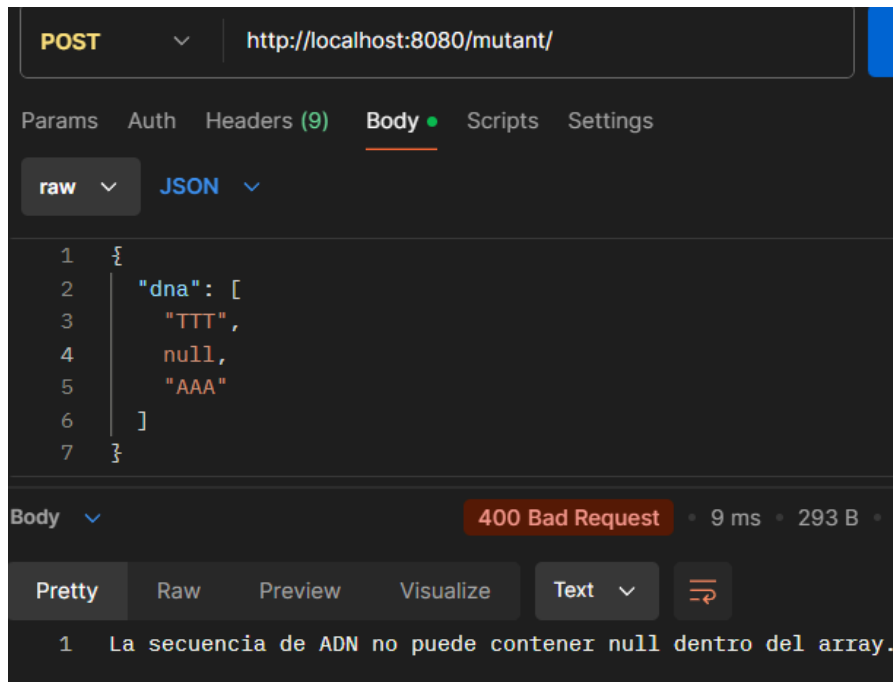 POST http://localhost:8080/mutant/
Params Auth Headers (9) Body Scripts Settings
raw JSON
1 {
2 "dna": [
3 "TTT",
4 null,
5 "AAA"
6 ]
7 }
Body 400 Bad Request • 9 ms • 293 B •
Pretty Raw Preview Visualize Text
1 La secuencia de ADN no puede contener null dentro del array.